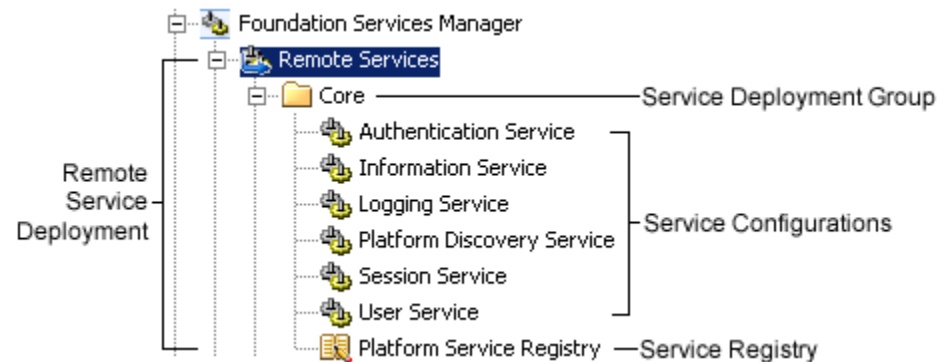 Foundation Services Manager
Remote Services
Core
Service Deployment Group
Authentication Service
Information Service
Logging Service
Platform Discovery Service
Session Service
User Service
Platform Service Registry
Service Registry
Remote
Service
Deployment
Service Configurations